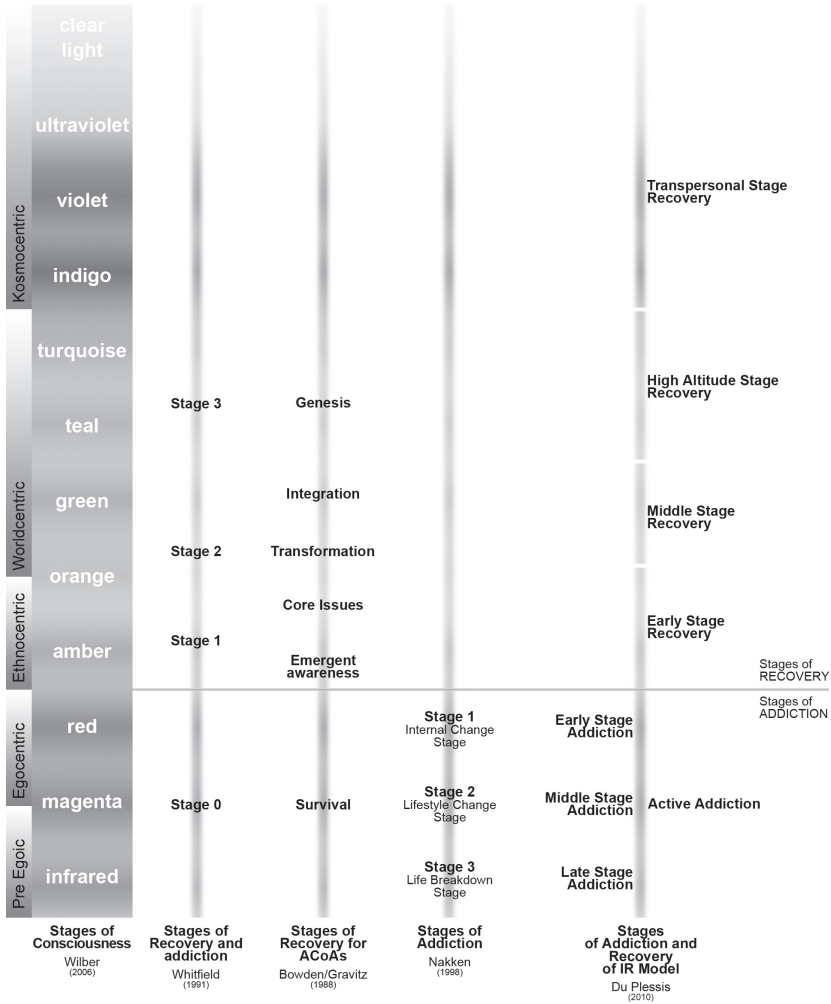 clear
light
ultraviolet
violet
indigo
turquoise
teal
green
orange
amber
red
magenta
infrared
Kosmocentric
Worldcentric
Ethnocentric
Egocentric
Pre Egoic
Stage 3
Stage 2
Stage 1
Stage 0
Genesis
Integration
Transformation
Core Issues
Emergent
awareness
Survival
Stage 1
Internal Change
Stage
Stage 2
Lifestyle Change
Stage
Stage 3
Life Breakdown
Stage
Transpersonal Stage
Recovery
High Altitude Stage
Recovery
Middle Stage
Recovery
Early Stage
Recovery
Stages of
RECOVERY
Stages of
ADDICTION
Early Stage
Addiction
Middle Stage
Addiction
Active Addiction
Late Stage
Addiction
Stages of
Consciousness
Wilber
(2006)
Stages of
Recovery and
addiction
Whitfield
(1991)
Stages of
Recovery for
ACoAs
Bowden/Gravitz
(1988)
Stages of
Addiction
Nakken
(1998)
Stages
of Addiction and
Recovery
of IR Model
Du Plessis
(2010)